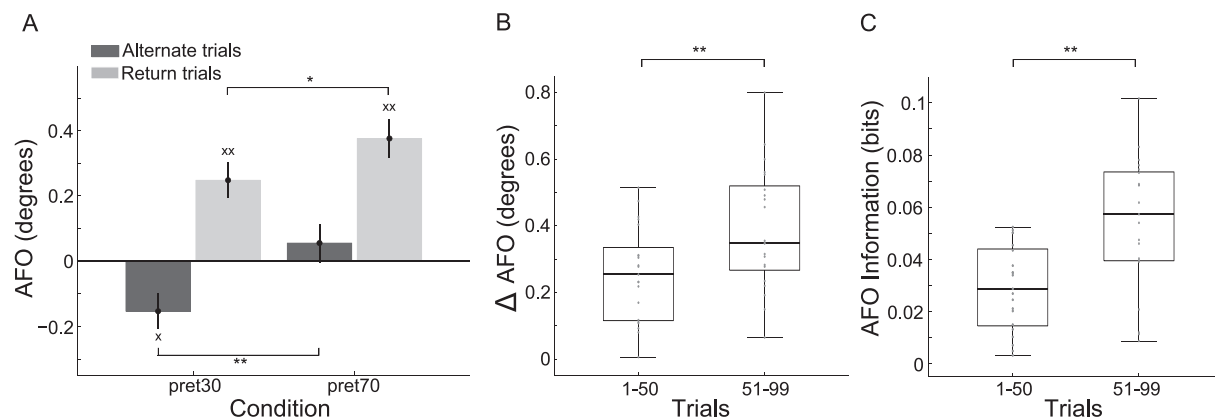 A
Alternate trials
Return trials
AFO (degrees)
0.4
0.2
0
−0.2
*
xx
xx
x
**
pret30
pret70
Condition
B
**
Δ AFO (degrees)
0.8
0.6
0.4
0.2
0
1-50
51-99
Trials
C
**
AFO Information (bits)
0.1
0.08
0.06
0.04
0.02
0
1-50
51-99
Trials